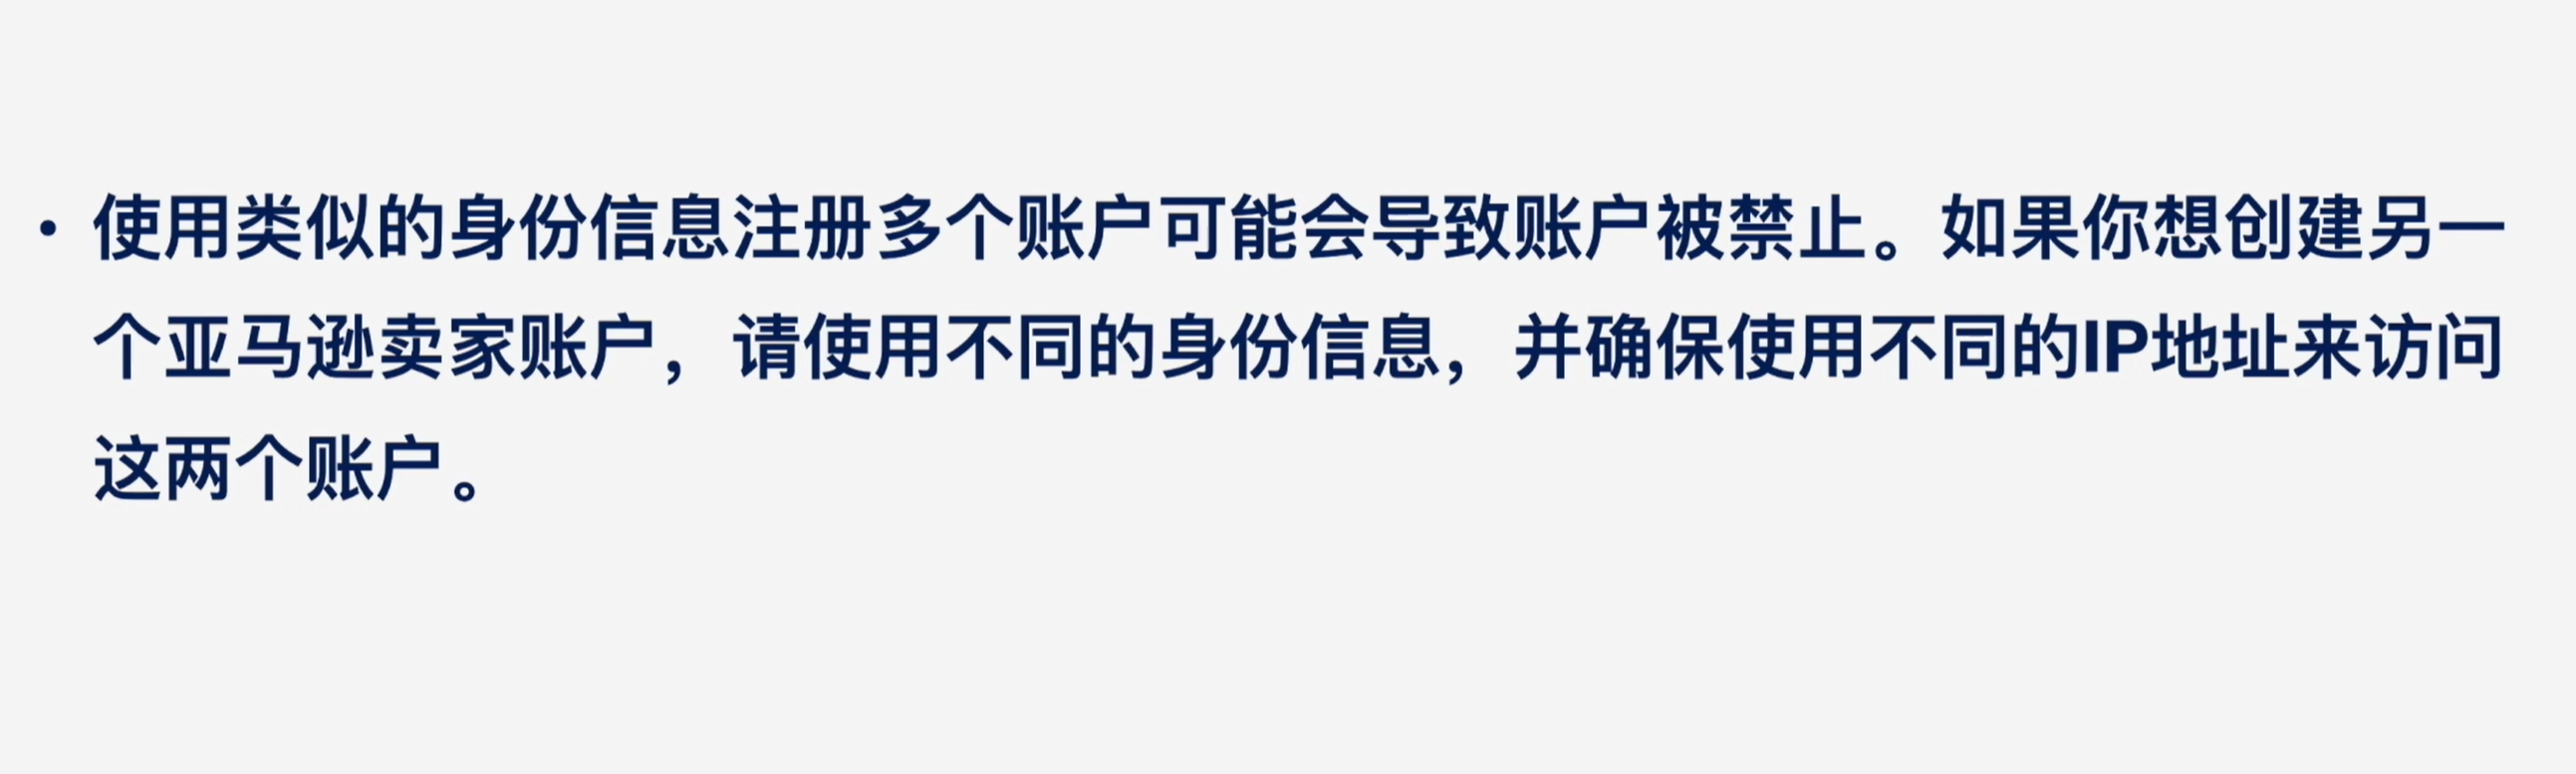 • 使用类似的身份信息注册多个账户可能会导致账户被禁止。如果你想创建另一
个亚马逊卖家账户，请使用不同的身份信息，并确保使用不同的IP地址来访问
这两个账户。